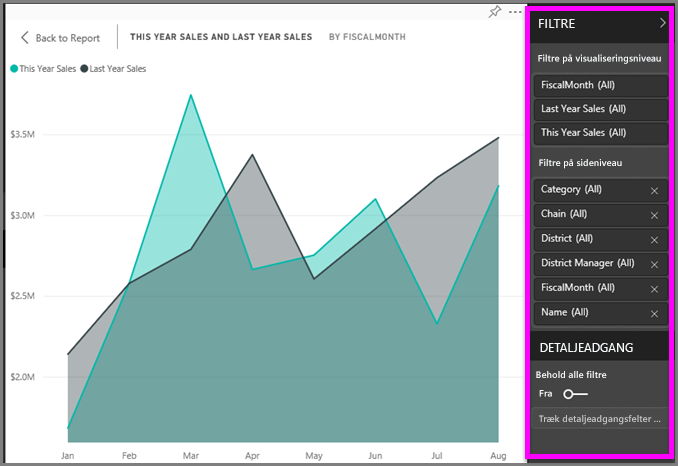 Back to Report
THIS YEAR SALES AND LAST YEAR SALES BY FISCALMONTH
This Year Sales Last Year Sales
$3.5M
$3.0M
$2.5M
$2.0M
Jan Feb Mar Apr May Jun Jul Aug
FILTRE
Filtre på visualiseringsniveau
FiscalMonth (All)
Last Year Sales (All)
This Year Sales (All)
Filtre på sideniveau
Category (All)
Chain (All)
District (All)
District Manager (All)
FiscalMonth (All)
Name (All)
DETALJEADGANG
Behold alle filtre
Fra
Træk detaljeadgangsfelter ...